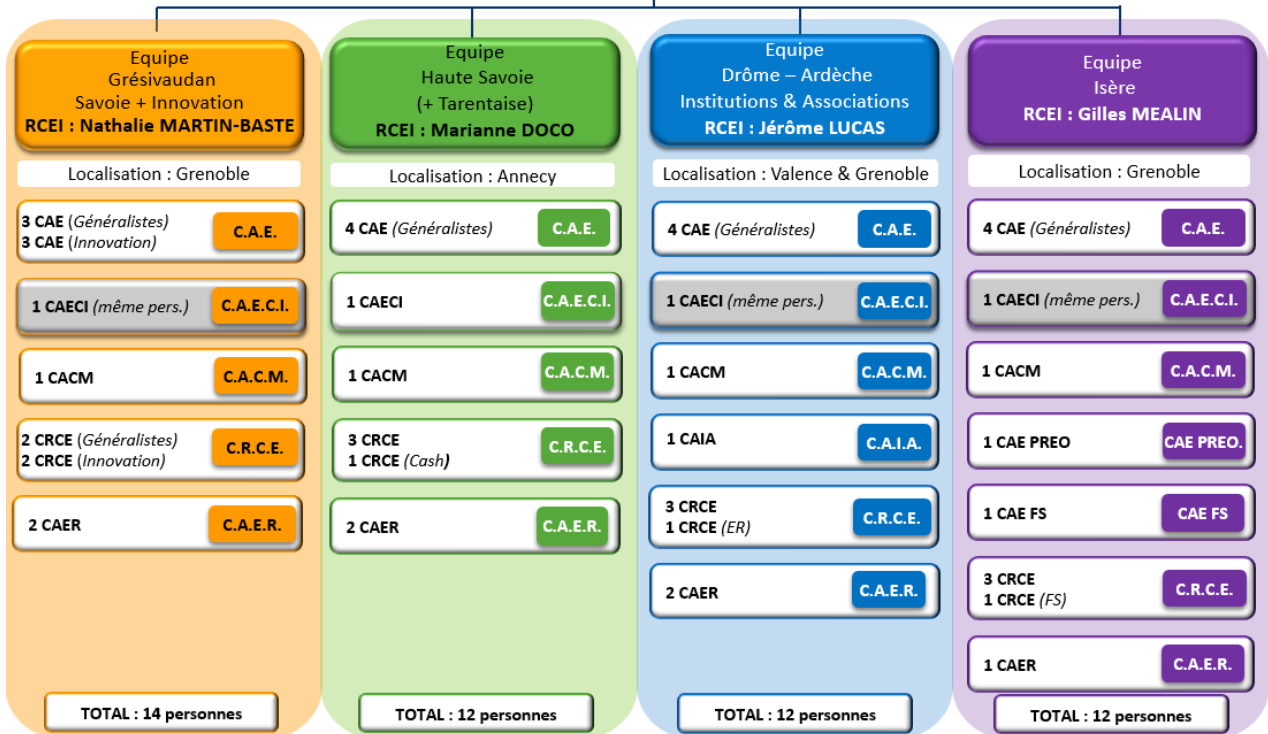 Equipe
Grésivaudan
Savoie + Innovation
RCEI : Nathalie MARTIN-BASTE
Localisation : Grenoble
3 CAE (Généralistes)
3 CAE (Innovation)
C.A.E.
1 CAECI (même pers.)
C.A.E.C.I.
1 CACM
C.A.C.M.
2 CRCE (Généralistes)
2 CRCE (Innovation)
C.R.C.E.
2 CAER
C.A.E.R.
TOTAL : 14 personnes
Equipe
Haute Savoie
(+ Tarentaise)
RCEI : Marianne DOCO
Localisation : Annecy
4 CAE (Généralistes)
C.A.E.
1 CAECI
C.A.E.C.I.
1 CACM
C.A.C.M.
3 CRCE
1 CRCE (Cash)
C.R.C.E.
2 CAER
C.A.E.R.
TOTAL : 12 personnes
Equipe
Drôme – Ardèche
Institutions & Associations
RCEI : Jérôme LUCAS
Localisation : Valence & Grenoble
4 CAE (Généralistes)
C.A.E.
1 CAECI (même pers.)
C.A.E.C.I.
1 CACM
C.A.C.M.
1 CAIA
C.A.I.A.
3 CRCE
1 CRCE (ER)
C.R.C.E.
2 CAER
C.A.E.R.
TOTAL : 12 personnes
Equipe
Isère
RCEI : Gilles MEALIN
Localisation : Grenoble
4 CAE (Généralistes)
C.A.E.
1 CAECI (même pers.)
C.A.E.C.I.
1 CACM
C.A.C.M.
1 CAE PREO
CAE PREO.
1 CAE FS
CAE FS
3 CRCE
1 CRCE (FS)
C.R.C.E.
1 CAER
C.A.E.R.
TOTAL : 12 personnes